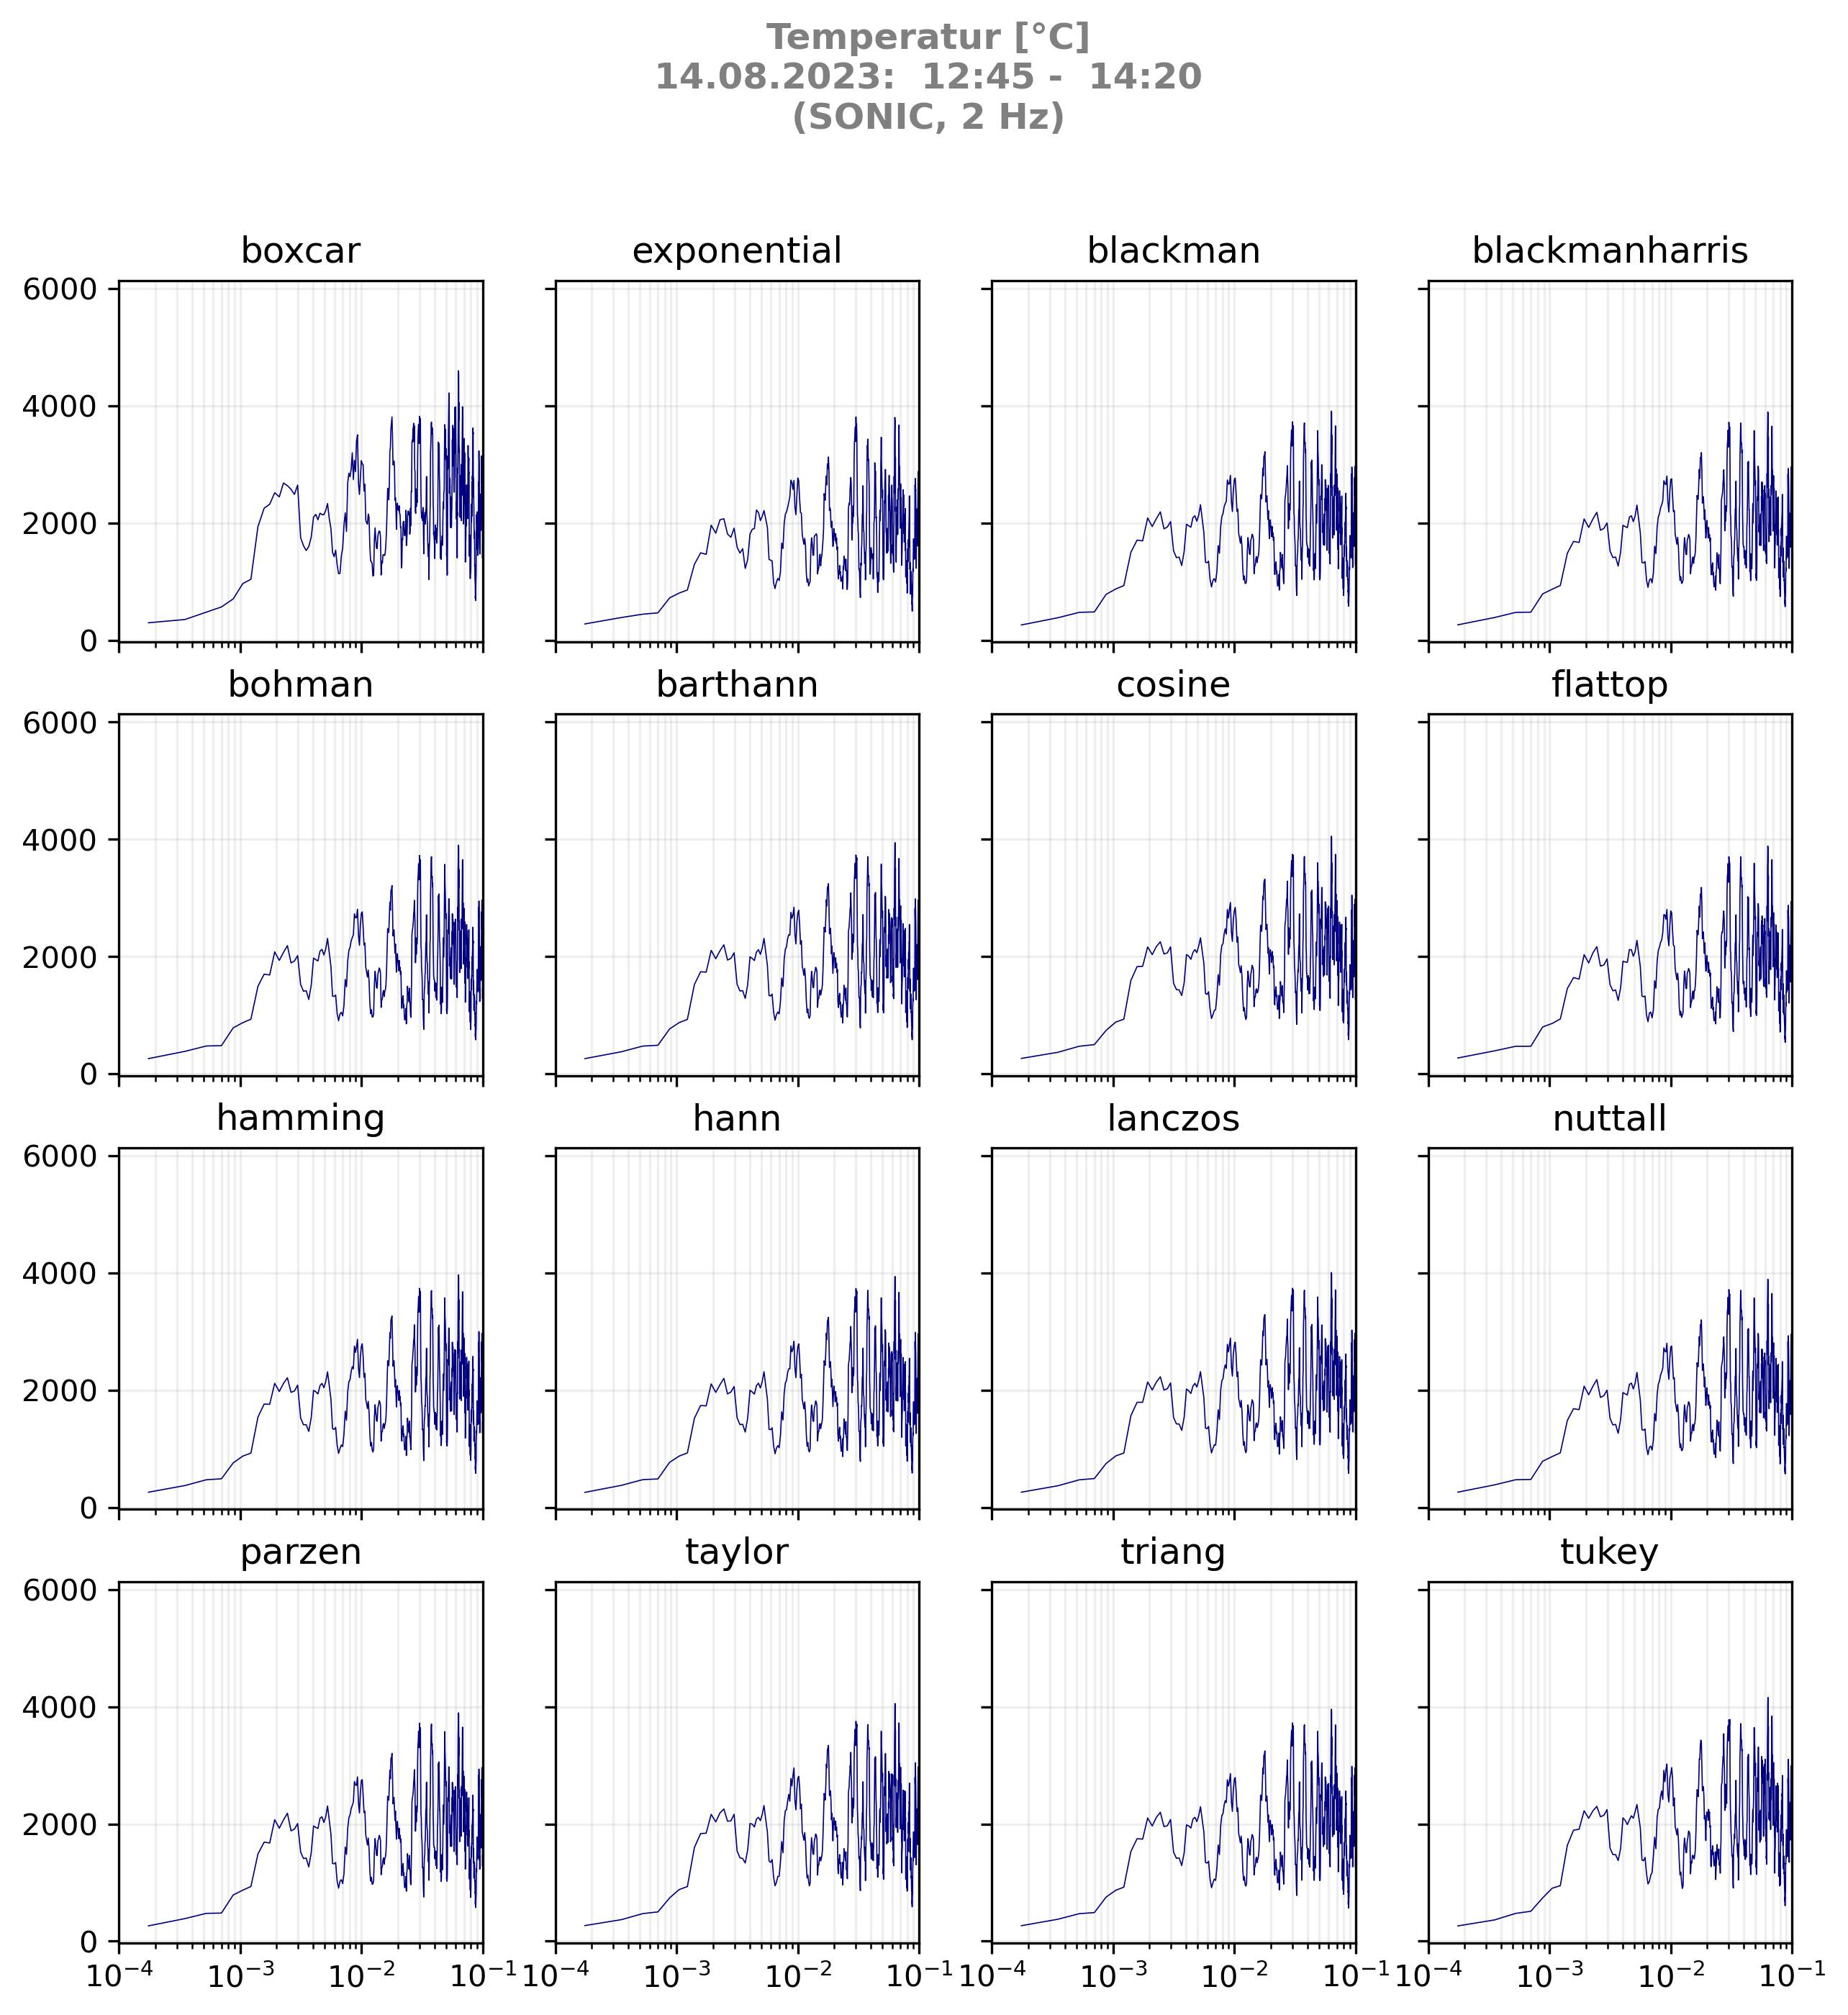 Temperatur [°C]
14.08.2023:  12:45 -  14:20
(SONIC, 2 Hz)
boxcar exponential blackman blackmanharris
6000
4000
2000
0
bohman barthann cosine flattop
6000
4000
2000
0
hamming hann lanczos nuttall
6000
4000
2000
0
parzen taylor triang tukey
6000
4000
2000
0
10⁻⁴ 10⁻³ 10⁻² 10⁻¹ 10⁻⁴ 10⁻³ 10⁻² 10⁻¹ 10⁻⁴ 10⁻³ 10⁻² 10⁻¹ 10⁻⁴ 10⁻³ 10⁻² 10⁻¹